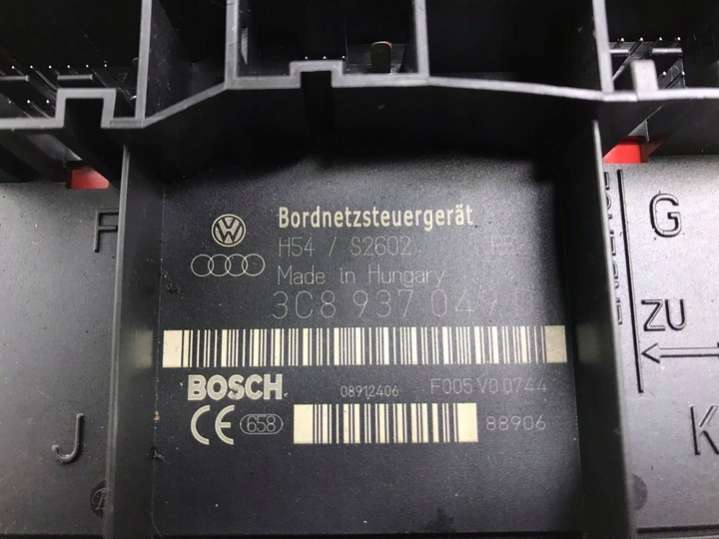 Bordnetzsteuergerät
H54 / S2602
Made in Hungary
3C8 937 049
BOSCH
08912406
F005 V0 0744
CE
658
88906
F
J
G
ZU
K